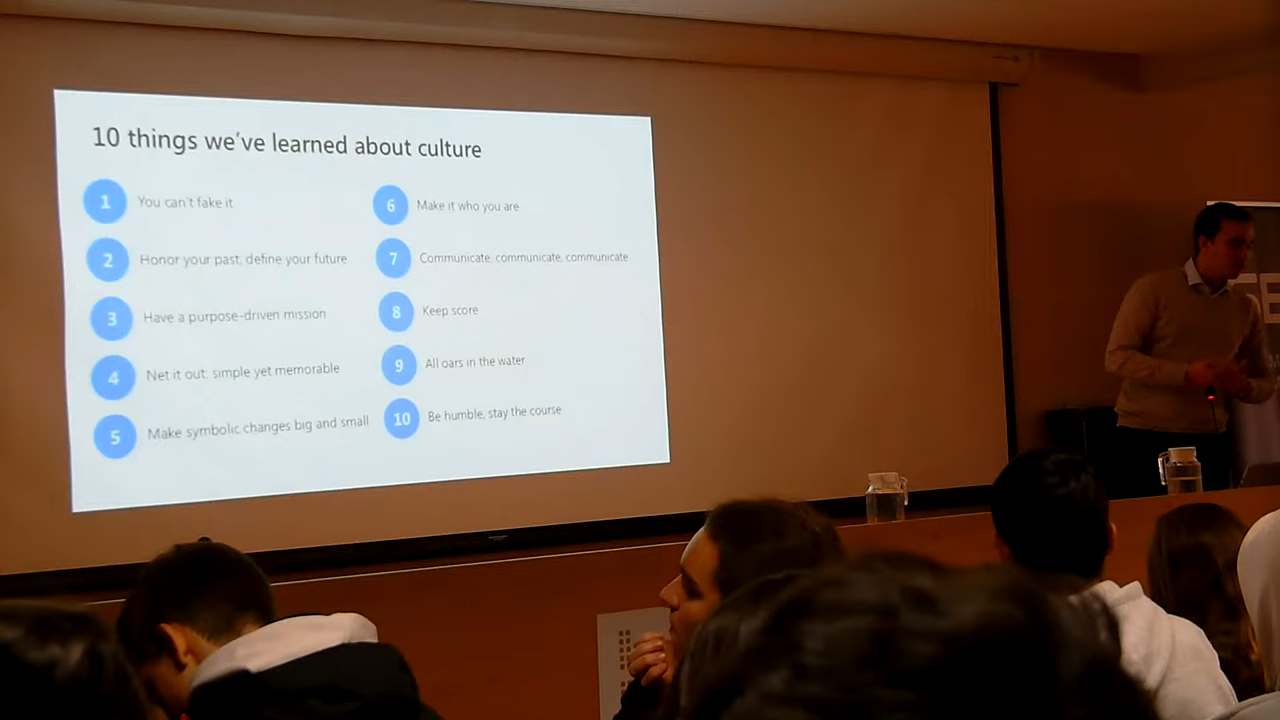 10 things we've learned about culture
1 You can't fake it
2 Honor your past, define your future
3 Have a purpose-driven mission
4 Net it out: simple yet memorable
5 Make symbolic changes big and small
6 Make it who you are
7 Communicate, communicate, communicate
8 Keep score
9 All oars in the water
10 Be humble, stay the course